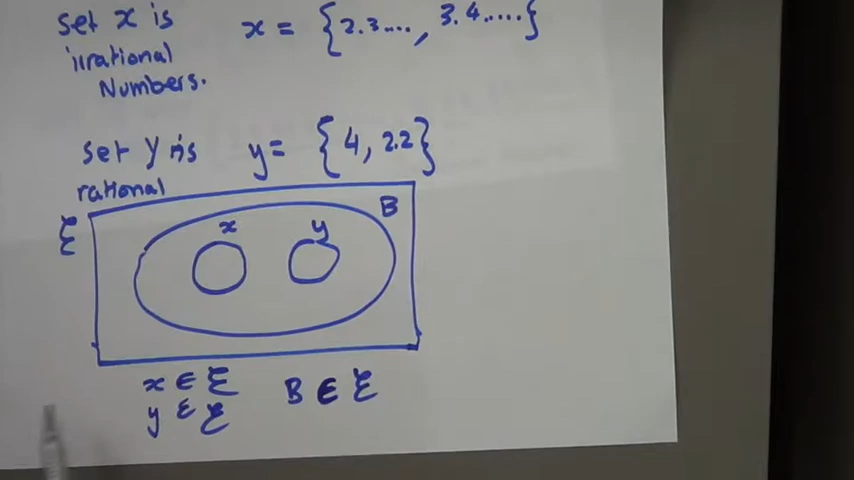 set x is x = {2.3...., 3.4.....}
irrational
Numbers.
set y is y = {4, 2.2}
rational
ξ
B
x y
x ∈ ξ B ∈ ξ
y ∈ ξ